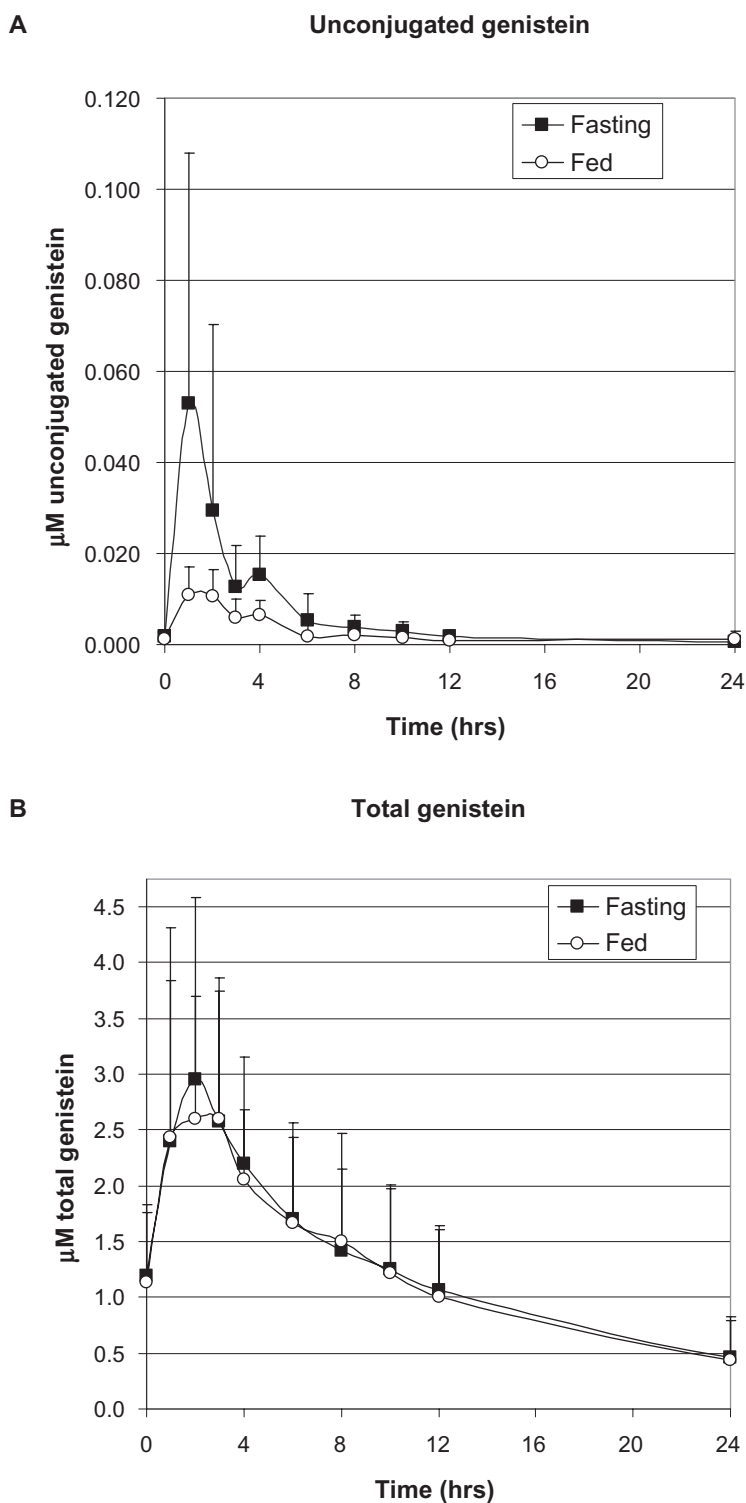 A
Unconjugated genistein
0.120
0.100
0.080
0.060
0.040
0.020
0.000
μM unconjugated genistein
Fasting
Fed
0 4 8 12 16 20 24
Time (hrs)
B
Total genistein
4.5
4.0
3.5
3.0
2.5
2.0
1.5
1.0
0.5
0.0
μM total genistein
Fasting
Fed
0 4 8 12 16 20 24
Time (hrs)